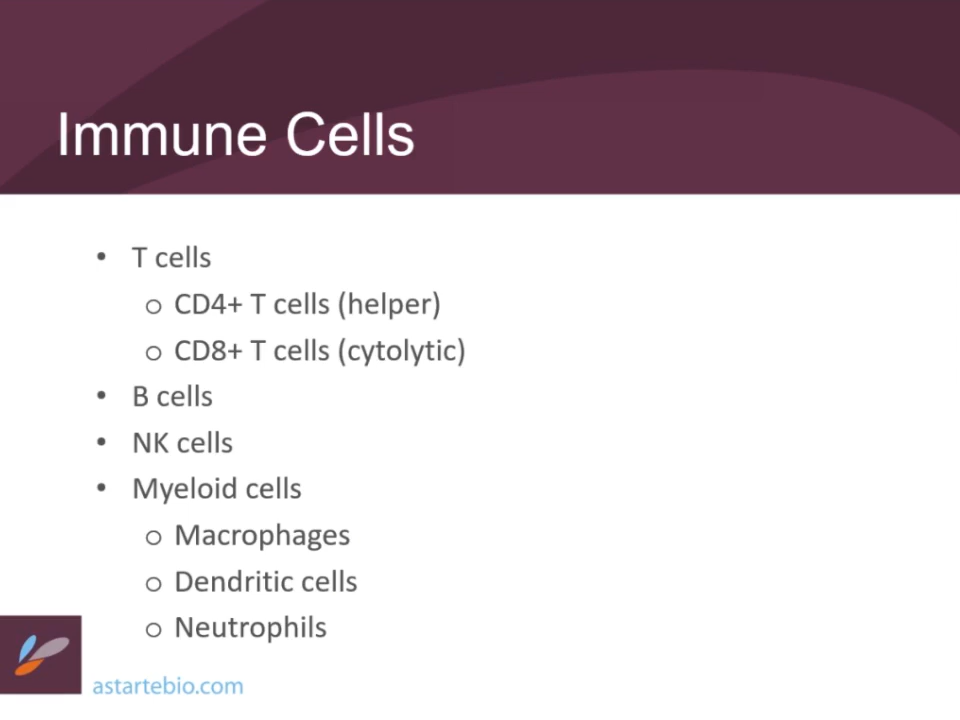 Immune Cells
• T cells
o CD4+ T cells (helper)
o CD8+ T cells (cytolytic)
• B cells
• NK cells
• Myeloid cells
o Macrophages
o Dendritic cells
o Neutrophils
astartebio.com